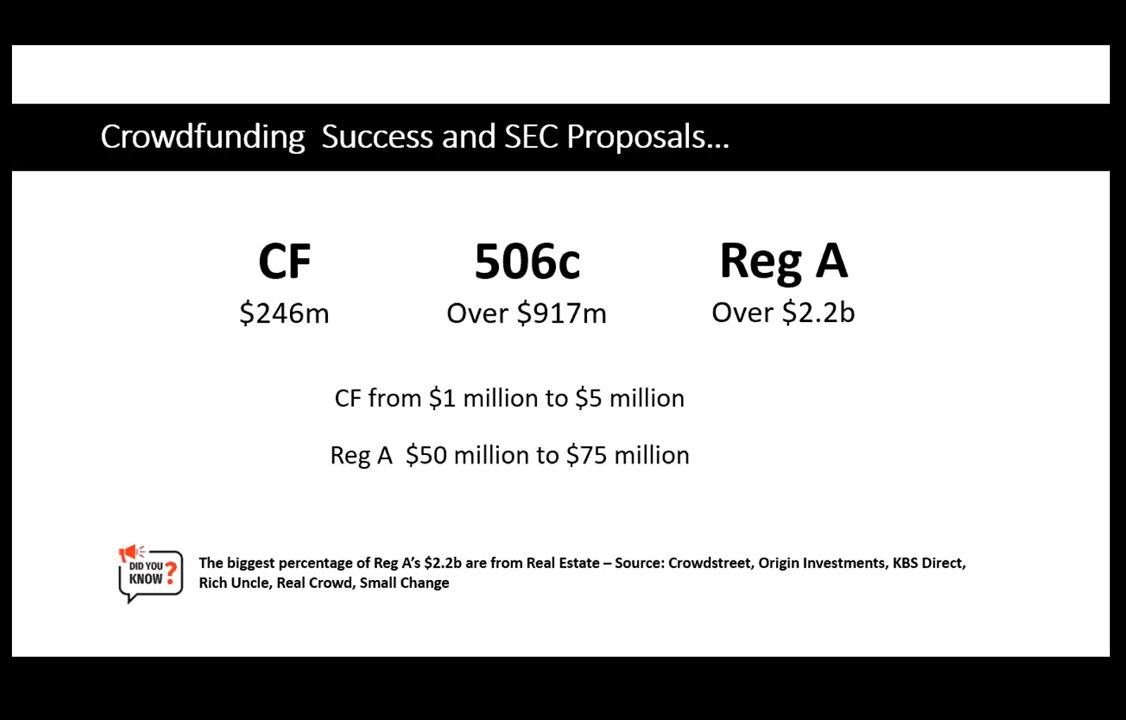 Crowdfunding  Success and SEC Proposals...
CF
506c
Reg A
$246m
Over $917m
Over $2.2b
CF from $1 million to $5 million
Reg A  $50 million to $75 million
DID YOU
KNOW ?
The biggest percentage of Reg A’s $2.2b are from Real Estate – Source: Crowdstreet, Origin Investments, KBS Direct,
Rich Uncle, Real Crowd, Small Change